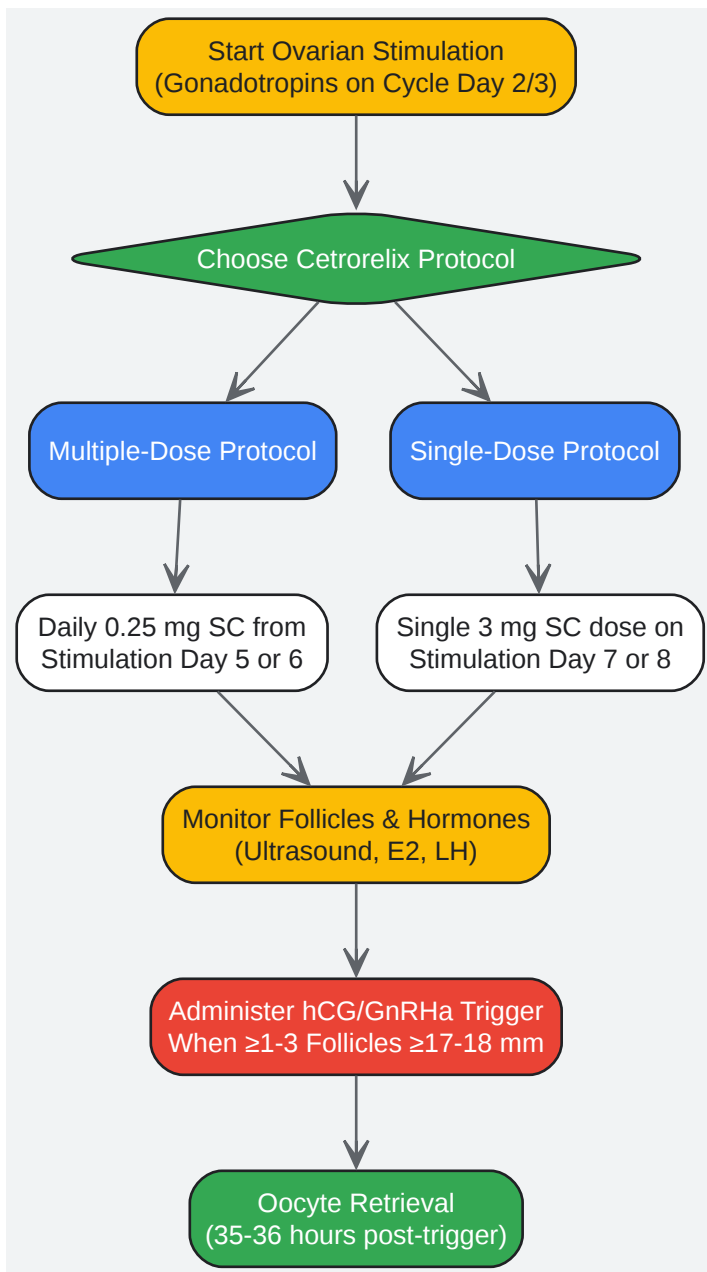 Start Ovarian Stimulation
(Gonadotropins on Cycle Day 2/3)
Choose Cetrorelix Protocol
Multiple-Dose Protocol
Single-Dose Protocol
Daily 0.25 mg SC from
Stimulation Day 5 or 6
Single 3 mg SC dose on
Stimulation Day 7 or 8
Monitor Follicles & Hormones
(Ultrasound, E2, LH)
Administer hCG/GnRHa Trigger
When ≥1-3 Follicles ≥17-18 mm
Oocyte Retrieval
(35-36 hours post-trigger)